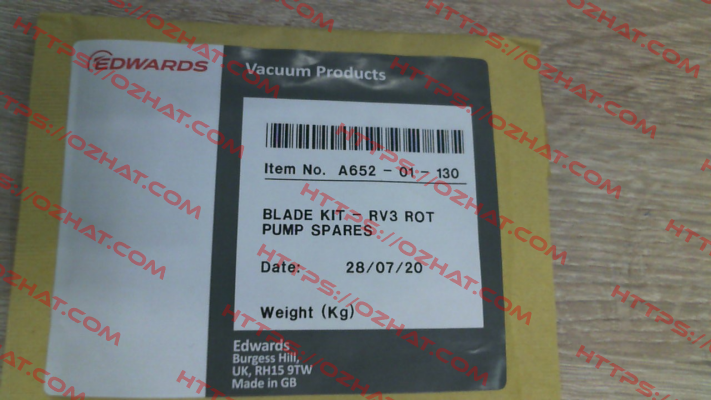 EDWARDS
Vacuum Products
Item No. A652 - 01 - 130
BLADE KIT - RV3 ROT
PUMP SPARES
Date: 28/07/20
Weight (Kg)
Edwards
Burgess Hill,
UK, RH15 9TW
Made in GB
HTTPS://OZHAT.COM